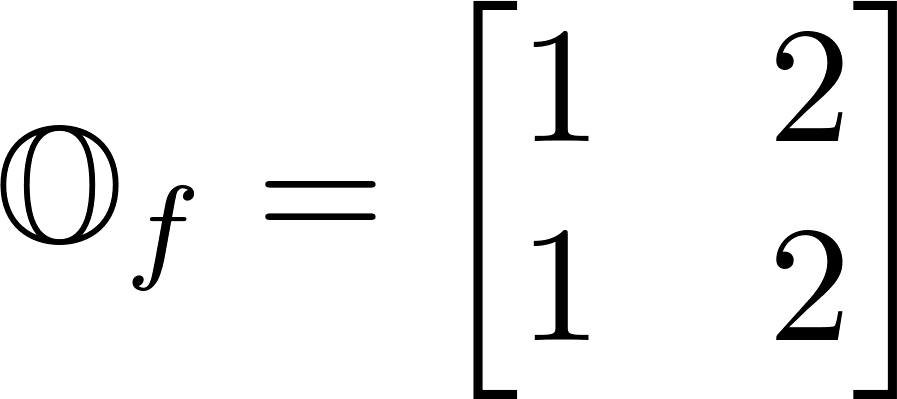 𝕆_f = [1 2
1 2]